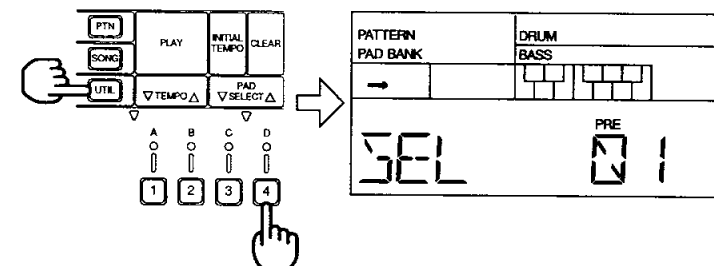 PTN
SONG
UTIL
PLAY
INITIAL
TEMPO
CLEAR
▽ TEMPO △
PAD
▽ SELECT △
A B C D
1 2 3 4
PATTERN
PAD BANK
DRUM
BASS
→
PRE
SEL 01